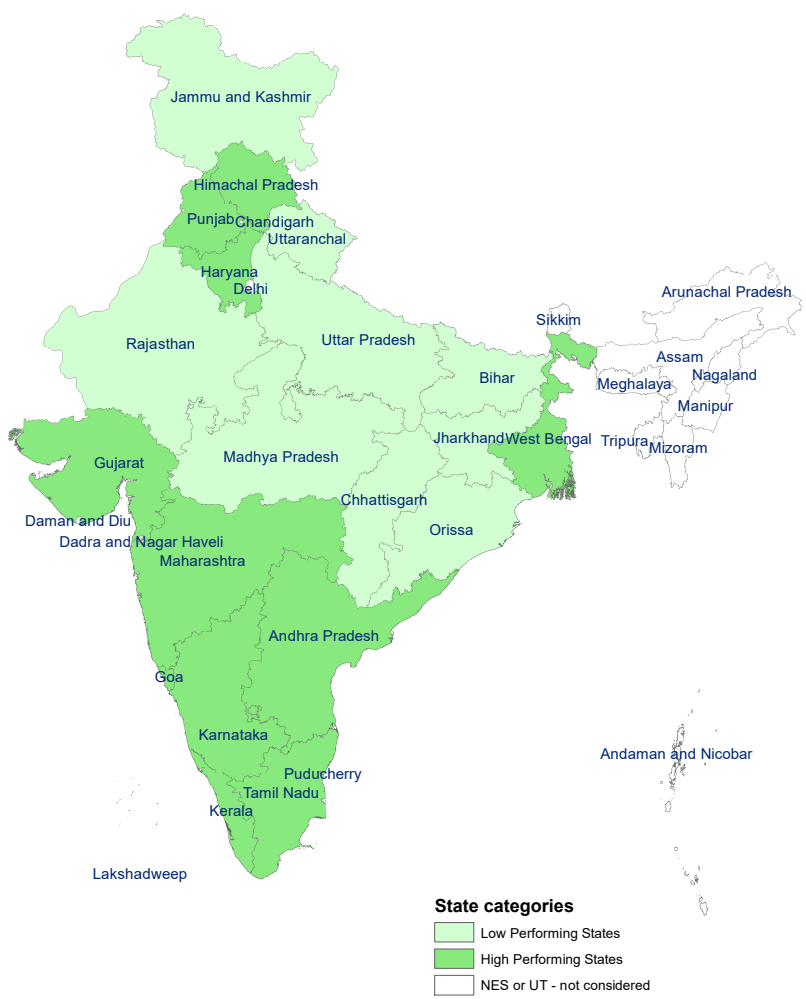 Jammu and Kashmir
Himachal Pradesh
Punjab
Chandigarh
Uttaranchal
Haryana
Delhi
Arunachal Pradesh
Sikkim
Rajasthan
Uttar Pradesh
Assam
Bihar
Nagaland
Meghalaya
Manipur
Jharkhand
West Bengal
Tripura
Mizoram
Gujarat
Madhya Pradesh
Chhattisgarh
Daman and Diu
Orissa
Dadra and Nagar Haveli
Maharashtra
Andhra Pradesh
Goa
Karnataka
Andaman and Nicobar
Puducherry
Tamil Nadu
Kerala
Lakshadweep
State categories
Low Performing States
High Performing States
NES or UT - not considered